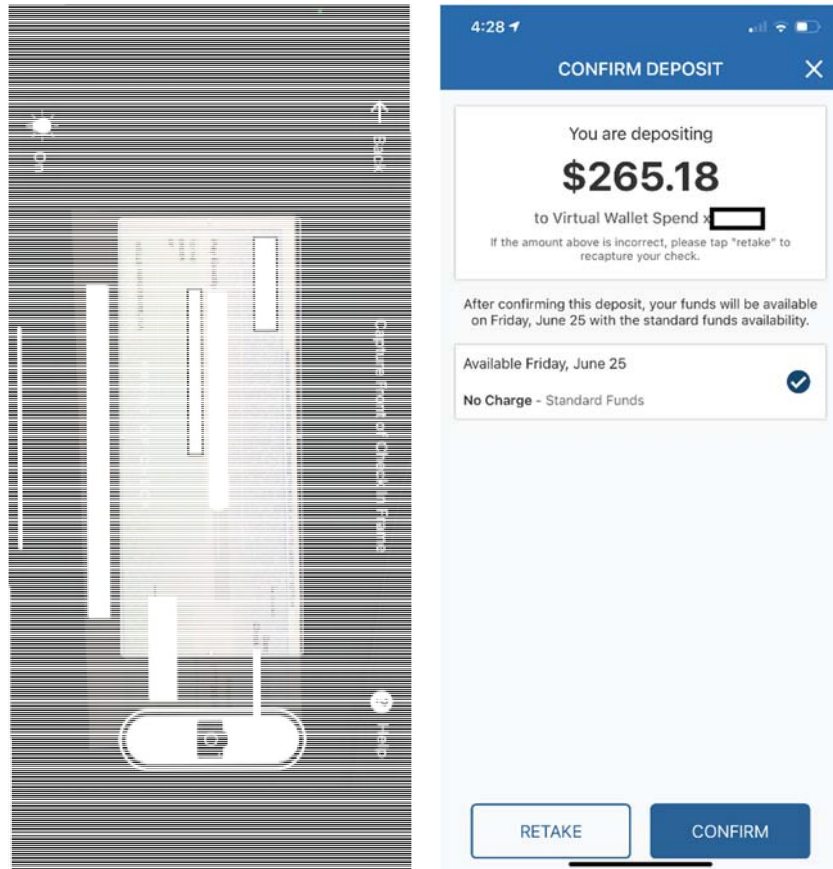 On
Back
Capture Front of Check In Frame
? Help
4:28
CONFIRM DEPOSIT
You are depositing
$265.18
to Virtual Wallet Spend x
If the amount above is incorrect, please tap "retake" to
recapture your check.
After confirming this deposit, your funds will be available
on Friday, June 25 with the standard funds availability.
Available Friday, June 25
No Charge - Standard Funds
RETAKE
CONFIRM